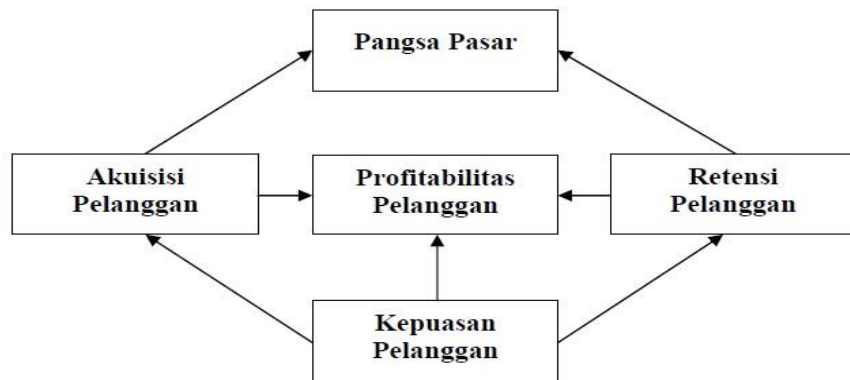 Pangsa Pasar
Akuisisi
Pelanggan
Profitabilitas
Pelanggan
Retensi
Pelanggan
Kepuasan
Pelanggan